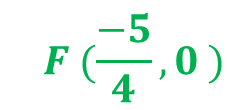 F ( -5/4 , 0 )